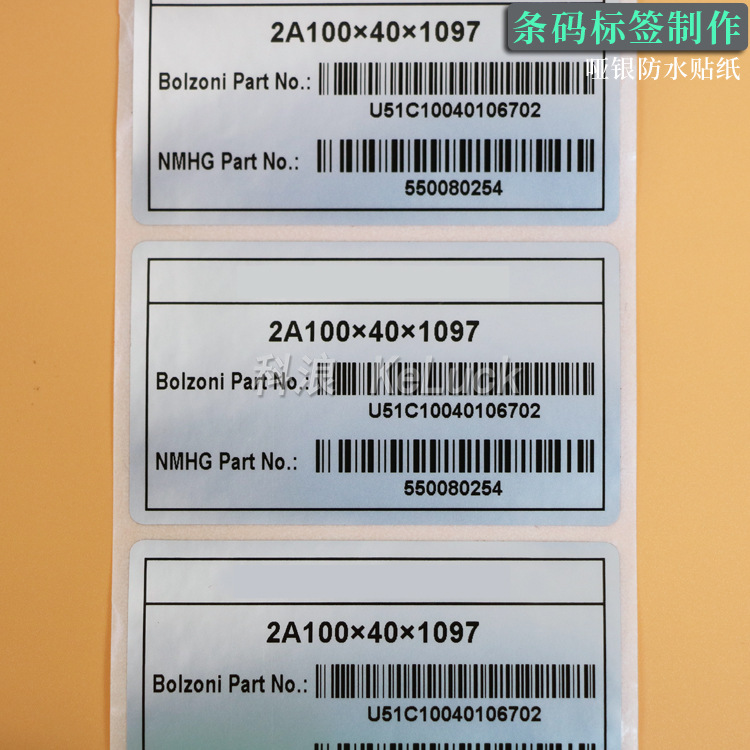 条码标签制作
哑银防水贴纸
2A100×40×1097
Bolzoni Part No.:
U51C10040106702
NMHG Part No.:
550080254
2A100×40×1097
科浪 KeLuck
Bolzoni Part No.:
U51C10040106702
NMHG Part No.:
550080254
2A100×40×1097
Bolzoni Part No.:
U51C10040106702